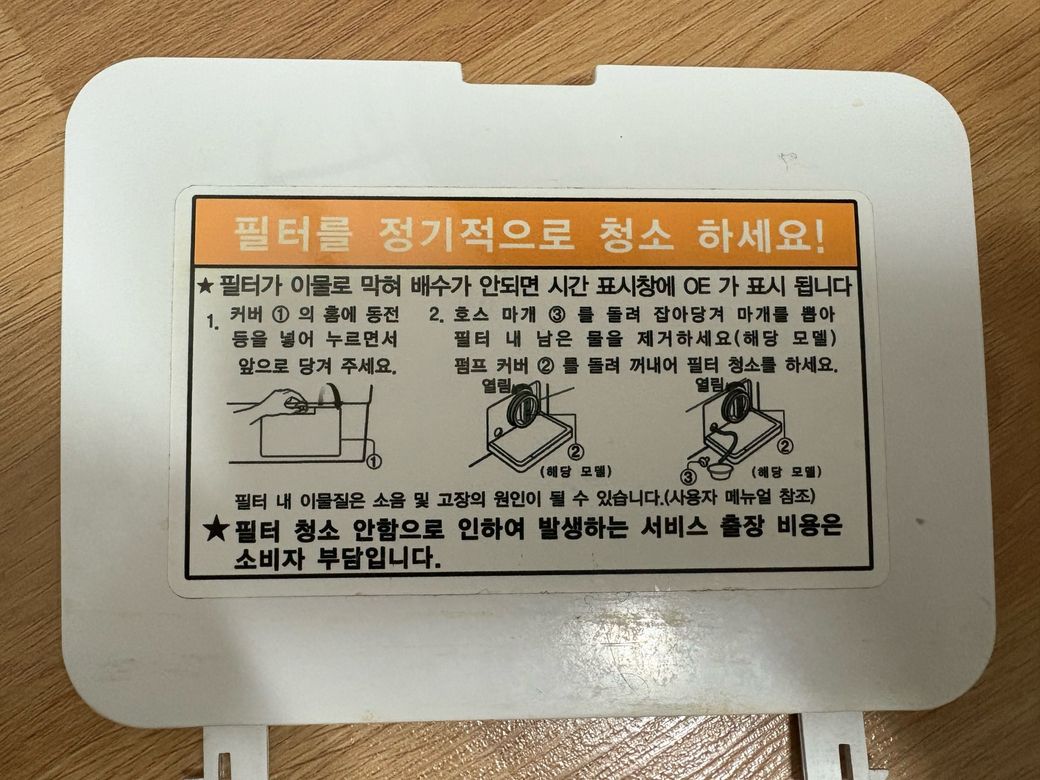 필터를 정기적으로 청소 하세요!
★ 필터가 이물로 막혀 배수가 안되면 시간 표시창에 OE 가 표시 됩니다
1. 커버 ① 의 홈에 동전
등을 넣어 누르면서
앞으로 당겨 주세요.
2. 호스 마개 ③ 를 돌려 잡아당겨 마개를 뽑아
필터 내 남은 물을 제거하세요(해당 모델)
펌프 커버 ② 를 돌려 꺼내어 필터 청소를 하세요.
①
열림
②
(해당 모델)
열림
②
③
(해당 모델)
필터 내 이물질은 소음 및 고장의 원인이 될 수 있습니다.(사용자 메뉴얼 참조)
★ 필터 청소 안함으로 인하여 발생하는 서비스 출장 비용은
소비자 부담입니다.